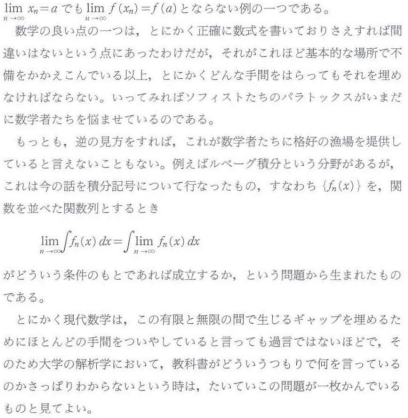 lim n→∞ xn=a でも lim n→∞ f(xn)=f(a)とならない例の一つである。
数学の良い点の一つは，とにかく正確に数式を書いておりさえすれば間
違いはないという点にあったわけだが，それがこれほど基本的な場所で不
備をかかえこんでいる以上，とにかくどんな手間をはらってもそれを埋め
なければならない。いってみればソフィストたちのパラトックスがいまだ
に数学者たちを悩ませているのである。
もっとも，逆の見方をすれば，これが数学者たちに格好の漁場を提供し
ていると言えないこともない。例えばルベーグ積分という分野があるが，
これは今の話を積分記号について行なったもの，すなわち {fn(x)} を，関
数を並べた関数列とするとき
lim n→∞ ∫fn(x) dx=∫ lim n→∞ fn(x) dx
がどういう条件のもとであれば成立するか，という問題から生まれたもの
である。
とにかく現代数学は，この有限と無限の間で生じるギャップを埋めるた
めにほとんどの手間をついやしていると言っても過言ではないほどで，そ
のため大学の解析学において，教科書がどういうつもりで何を言っている
のかさっぱりわからないという時は，たいていこの問題が一枚かんでいる
ものと見てよい。